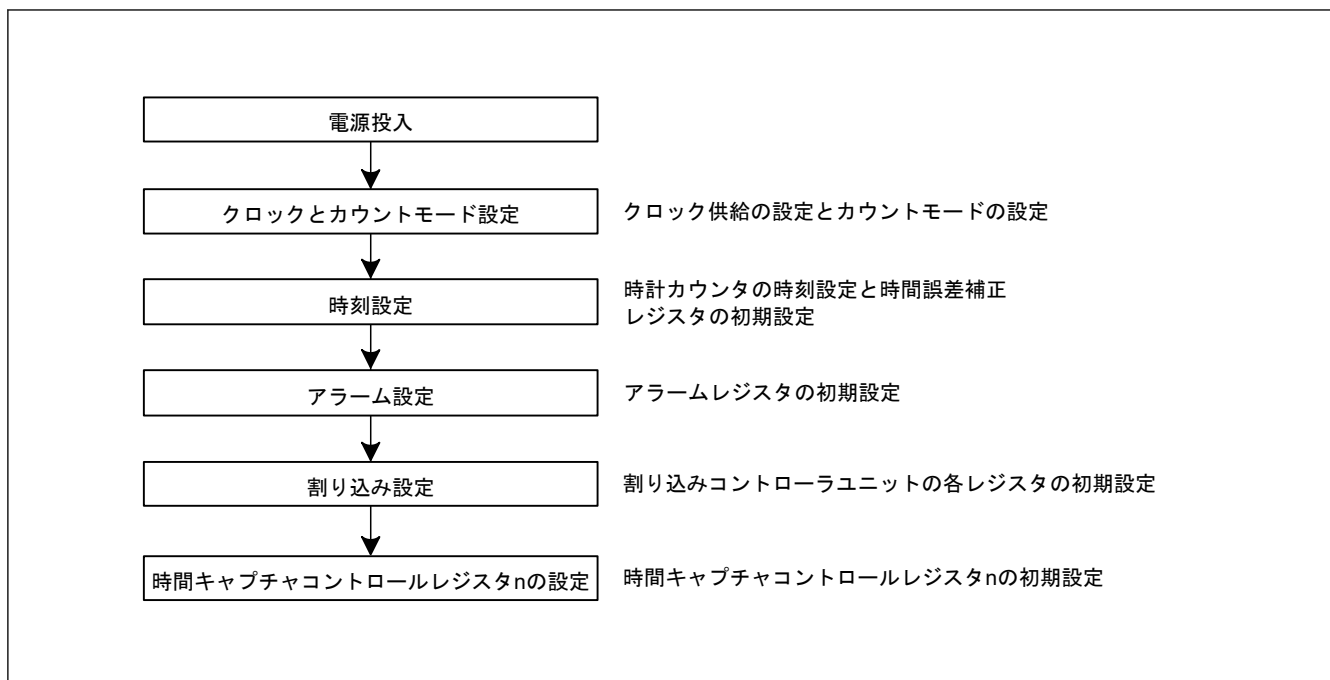 電源投入
クロックとカウントモード設定
クロック供給の設定とカウントモードの設定
時刻設定
時計カウンタの時刻設定と時間誤差補正
レジスタの初期設定
アラーム設定
アラームレジスタの初期設定
割り込み設定
割り込みコントローラユニットの各レジスタの初期設定
時間キャプチャコントロールレジスタnの設定
時間キャプチャコントロールレジスタnの初期設定